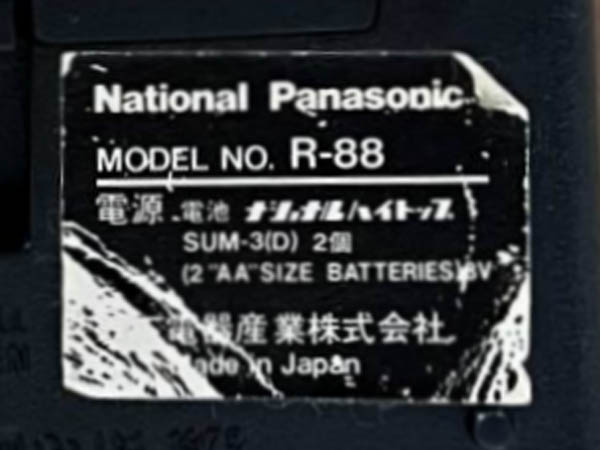 National Panasonic
MODEL NO. R-88
電源 電池 ナショナルハイトップ
SUM-3(D) 2個
(2 "AA" SIZE BATTERIES) 3V
電器産業株式会社
Made in Japan